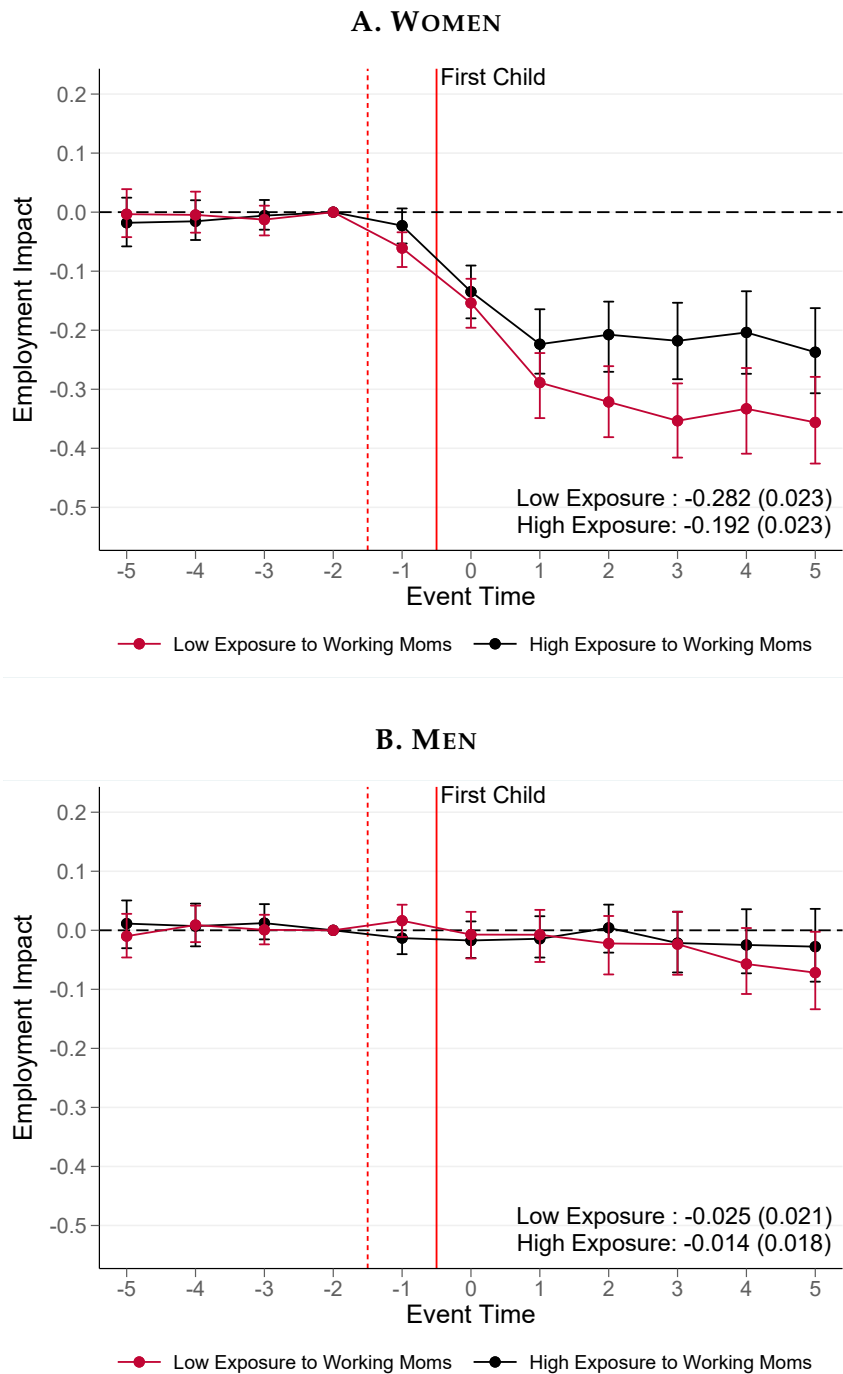 A. WOMEN
First Child
0.2
0.1
0.0
-0.1
-0.2
-0.3
-0.4
-0.5
Employment Impact
Low Exposure : -0.282 (0.023)
High Exposure: -0.192 (0.023)
-5 -4 -3 -2 -1 0 1 2 3 4 5
Event Time
Low Exposure to Working Moms High Exposure to Working Moms
B. MEN
First Child
0.2
0.1
0.0
-0.1
-0.2
-0.3
-0.4
-0.5
Employment Impact
Low Exposure : -0.025 (0.021)
High Exposure: -0.014 (0.018)
-5 -4 -3 -2 -1 0 1 2 3 4 5
Event Time
Low Exposure to Working Moms High Exposure to Working Moms